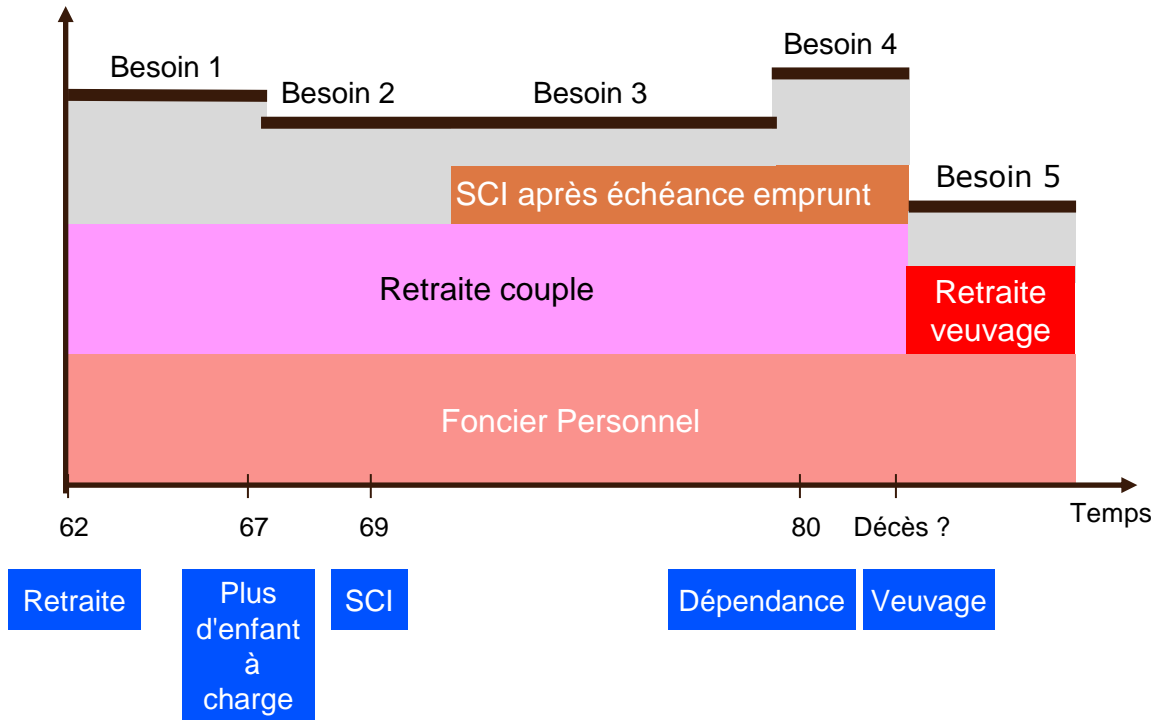 Besoin 4
Besoin 1
Besoin 2
Besoin 3
Besoin 5
SCI après échéance emprunt
Retraite couple
Retraite
veuvage
Foncier Personnel
62
67
69
80
Décès ?
Temps
Retraite
Plus
d'enfant
à
charge
SCI
Dépendance
Veuvage